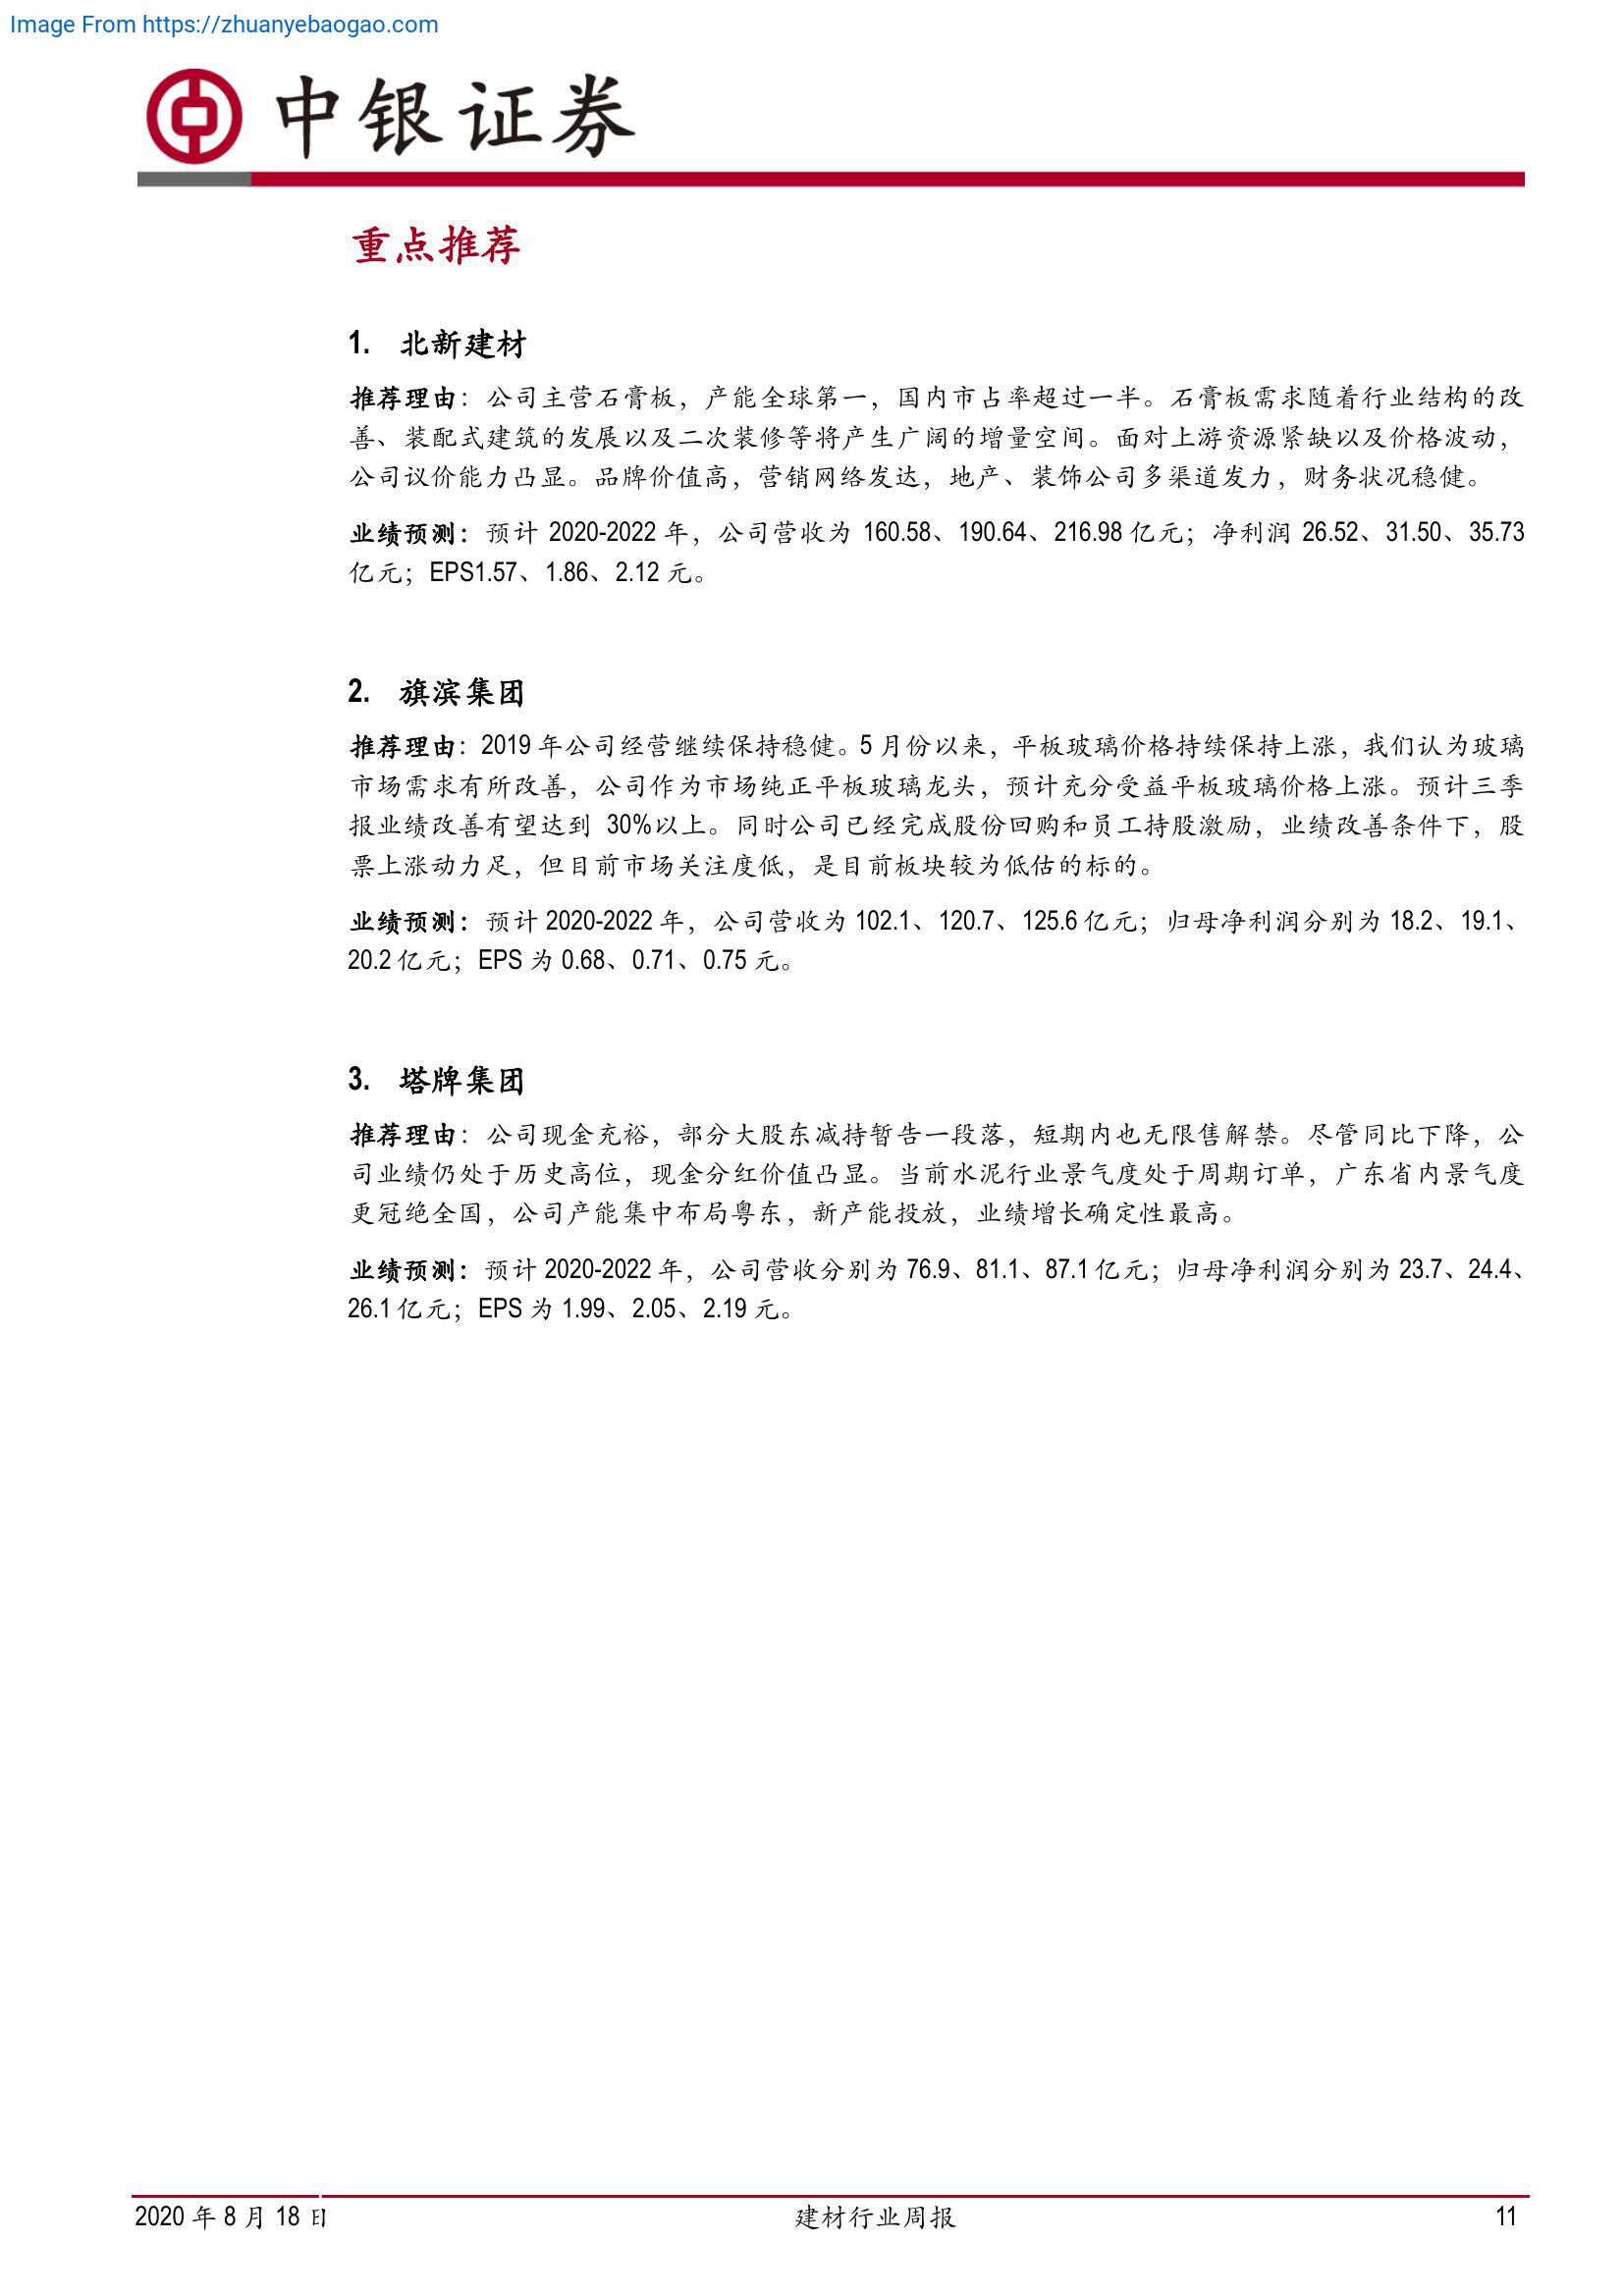 Image From https://zhuanyebaogao.com
中银证券
重点推荐
1. 北新建材
推荐理由：公司主营石膏板，产能全球第一，国内市占率超过一半。石膏板需求随着行业结构的改
善、装配式建筑的发展以及二次装修等将产生广阔的增量空间。面对上游资源紧缺以及价格波动，
公司议价能力凸显。品牌价值高，营销网络发达，地产、装饰公司多渠道发力，财务状况稳健。
业绩预测：预计 2020-2022 年，公司营收为 160.58、190.64、216.98 亿元；净利润 26.52、31.50、35.73
亿元；EPS1.57、1.86、2.12 元。
2. 旗滨集团
推荐理由：2019 年公司经营继续保持稳健。5 月份以来，平板玻璃价格持续保持上涨，我们认为玻璃
市场需求有所改善，公司作为市场纯正平板玻璃龙头，预计充分受益平板玻璃价格上涨。预计三季
报业绩改善有望达到 30%以上。同时公司已经完成股份回购和员工持股激励，业绩改善条件下，股
票上涨动力足，但目前市场关注度低，是目前板块较为低估的标的。
业绩预测：预计 2020-2022 年，公司营收为 102.1、120.7、125.6 亿元；归母净利润分别为 18.2、19.1、
20.2 亿元；EPS 为 0.68、0.71、0.75 元。
3. 塔牌集团
推荐理由：公司现金充裕，部分大股东减持暂告一段落，短期内也无限售解禁。尽管同比下降，公
司业绩仍处于历史高位，现金分红价值凸显。当前水泥行业景气度处于周期订单，广东省内景气度
更冠绝全国，公司产能集中布局粤东，新产能投放，业绩增长确定性最高。
业绩预测：预计 2020-2022 年，公司营收分别为 76.9、81.1、87.1 亿元；归母净利润分别为 23.7、24.4、
26.1 亿元；EPS 为 1.99、2.05、2.19 元。
2020 年 8 月 18 日 建材行业周报 11